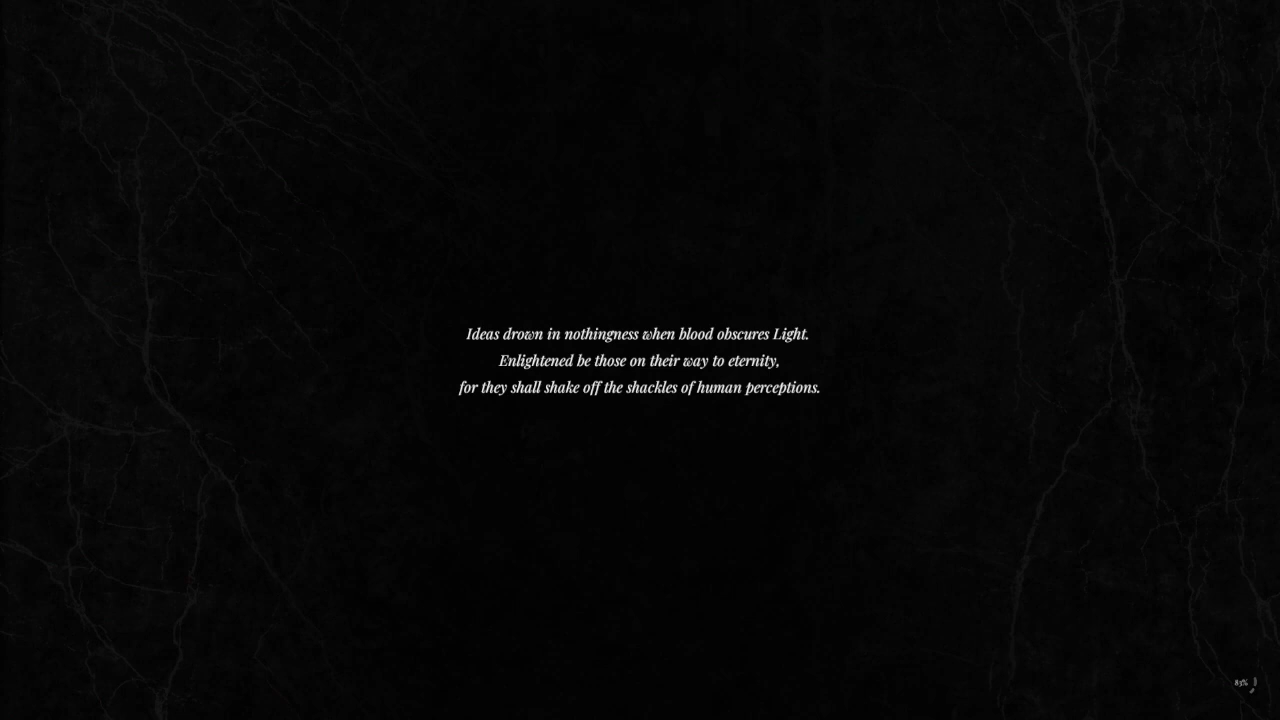 Ideas drown in nothingness when blood obscures Light.
Enlightened be those on their way to eternity,
for they shall shake off the shackles of human perceptions.
83%